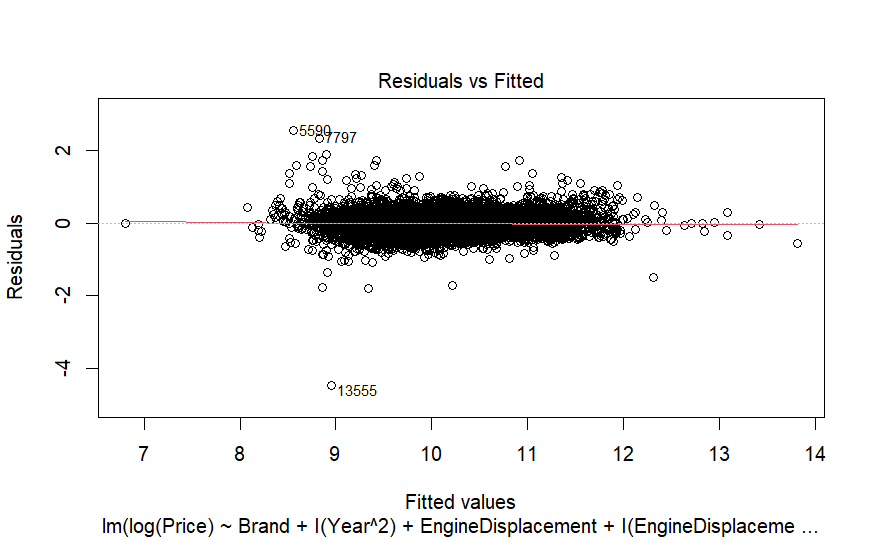 Residuals vs Fitted
5590
7797
13555
Residuals
2
0
-2
-4
7 8 9 10 11 12 13 14
Fitted values
lm(log(Price) ~ Brand + I(Year^2) + EngineDisplacement + I(EngineDisplaceme ...